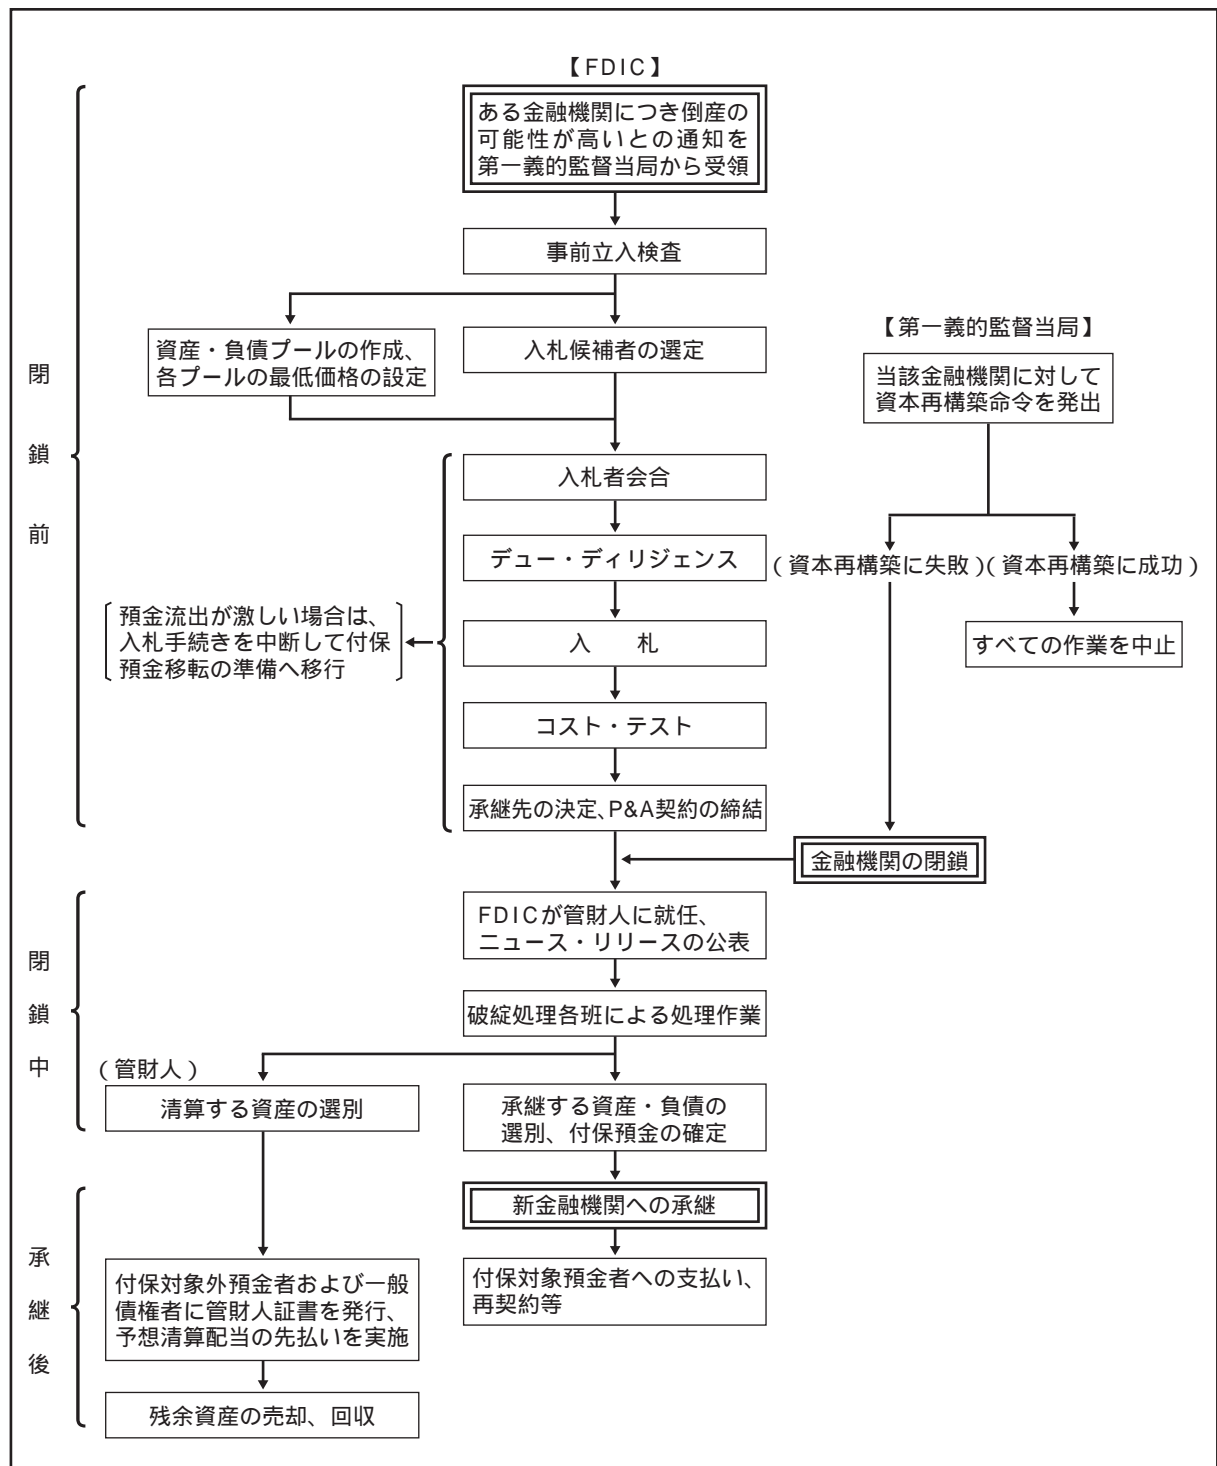 【FDIC】
ある金融機関につき倒産の
可能性が高いとの通知を
第一義的監督当局から受領
事前立入検査
資産・負債プールの作成、
各プールの最低価格の設定
入札候補者の選定
【第一義的監督当局】
当該金融機関に対して
資本再構築命令を発出
閉鎖前
入札者会合
デュー・ディリジェンス
(資本再構築に失敗)(資本再構築に成功)
預金流出が激しい場合は、
入札手続きを中断して付保
預金移転の準備へ移行
入 札
すべての作業を中止
コスト・テスト
承継先の決定、P&A契約の締結
金融機関の閉鎖
閉鎖中
FDICが管財人に就任、
ニュース・リリースの公表
破綻処理各班による処理作業
(管財人)
清算する資産の選別
承継する資産・負債の
選別、付保預金の確定
新金融機関への承継
承継後
付保対象外預金者および一般
債権者に管財人証書を発行、
予想清算配当の先払いを実施
付保対象預金者への支払い、
再契約等
残余資産の売却、回収